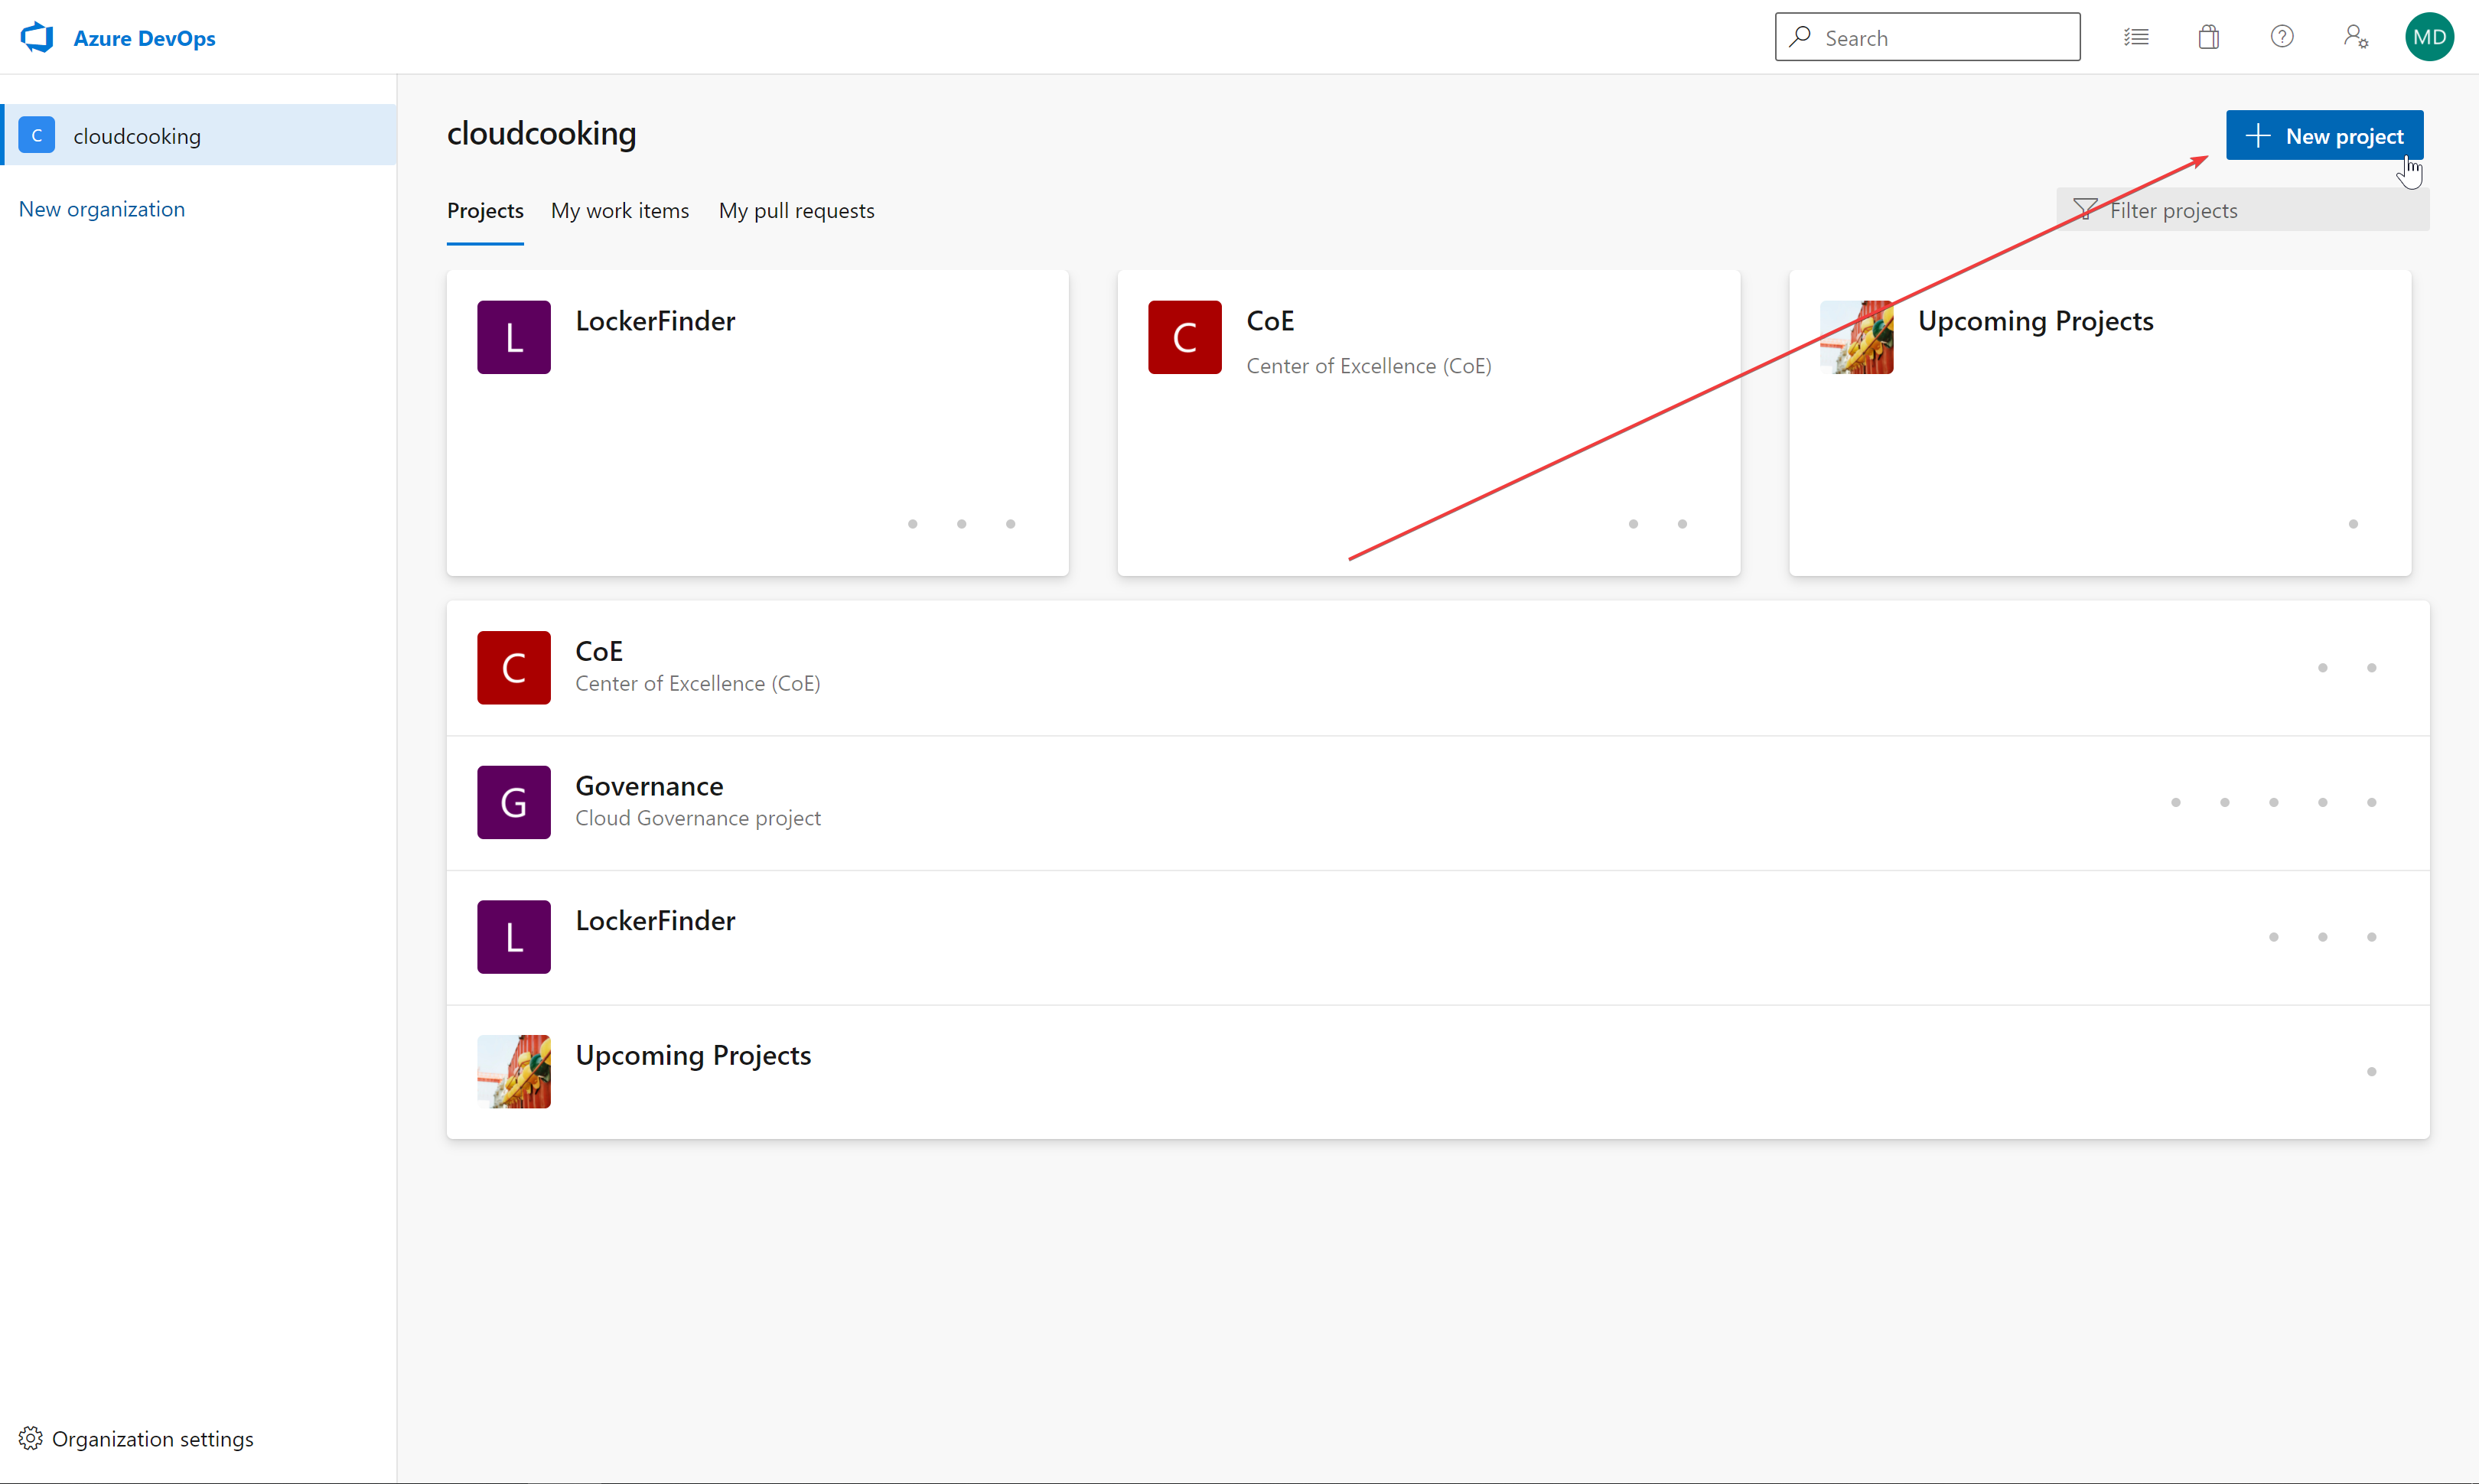 Azure DevOps
Search
MD
C
cloudcooking
New organization
cloudcooking
New project
Projects
My work items
My pull requests
Filter projects
L
LockerFinder
C
CoE
Center of Excellence (CoE)
Upcoming Projects
C
CoE
Center of Excellence (CoE)
G
Governance
Cloud Governance project
L
LockerFinder
Upcoming Projects
Organization settings